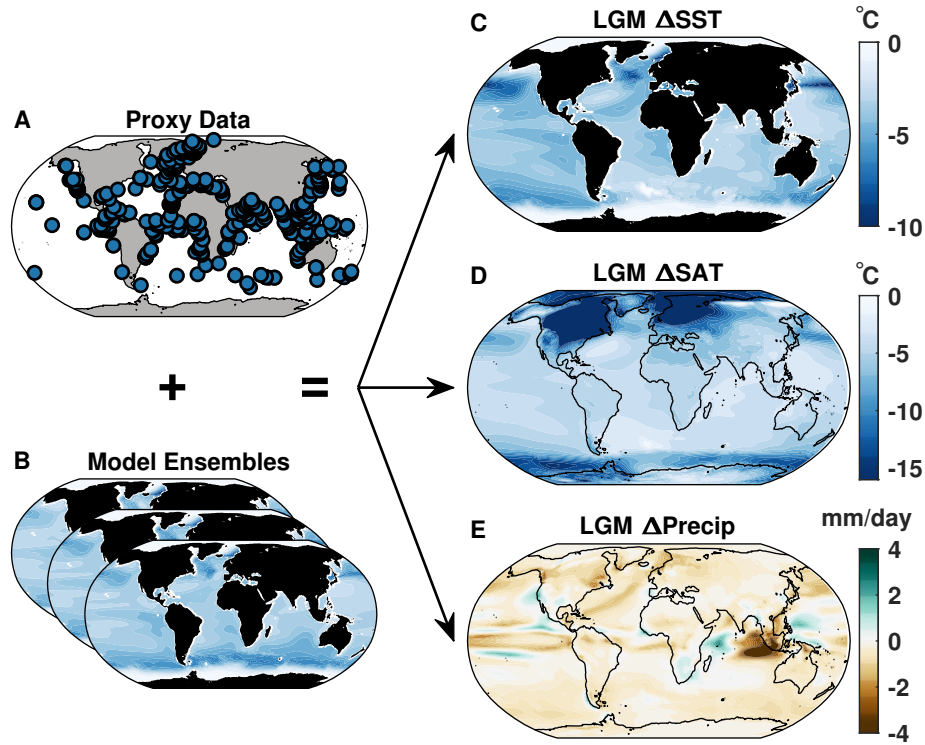 A
Proxy Data
+
=
B
Model Ensembles
C
LGM ΔSST
°C
0
-5
-10
D
LGM ΔSAT
°C
0
-5
-10
-15
E
LGM ΔPrecip
mm/day
4
2
0
-2
-4